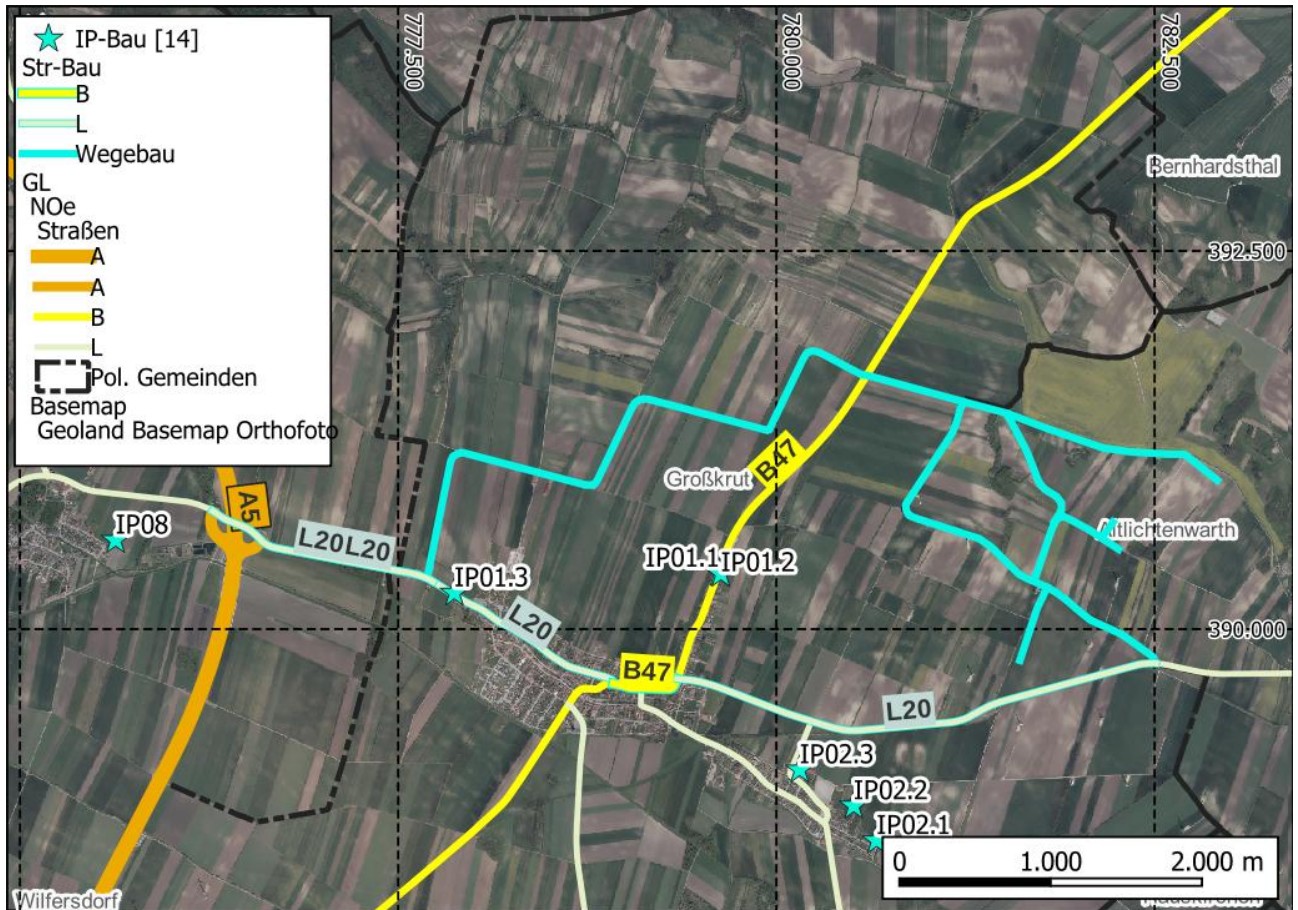 IP-Bau [14]
Str-Bau
B
L
Wegebau
GL
NOe
Straßen
A
A
B
L
Pol. Gemeinden
Basemap
Geoland Basemap Orthofoto
777.500
780.000
782.500
Bernhardsthal
392.500
B47
Großkrut
A5
IP08
L20L20
Altlichtenwarth
IP01.1
IP01.2
IP01.3
L20
390.000
B47
L20
IP02.3
IP02.2
IP02.1
0 1.000 2.000 m
Wilfersdorf